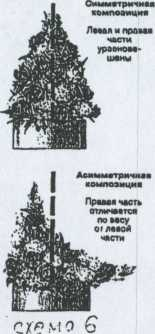 Симметричная
композиция
Левая и правая
части
уравнове-
шены
Асимметричная
композиция
Правая часть
отличается
по весу
от левой
части
схема 6